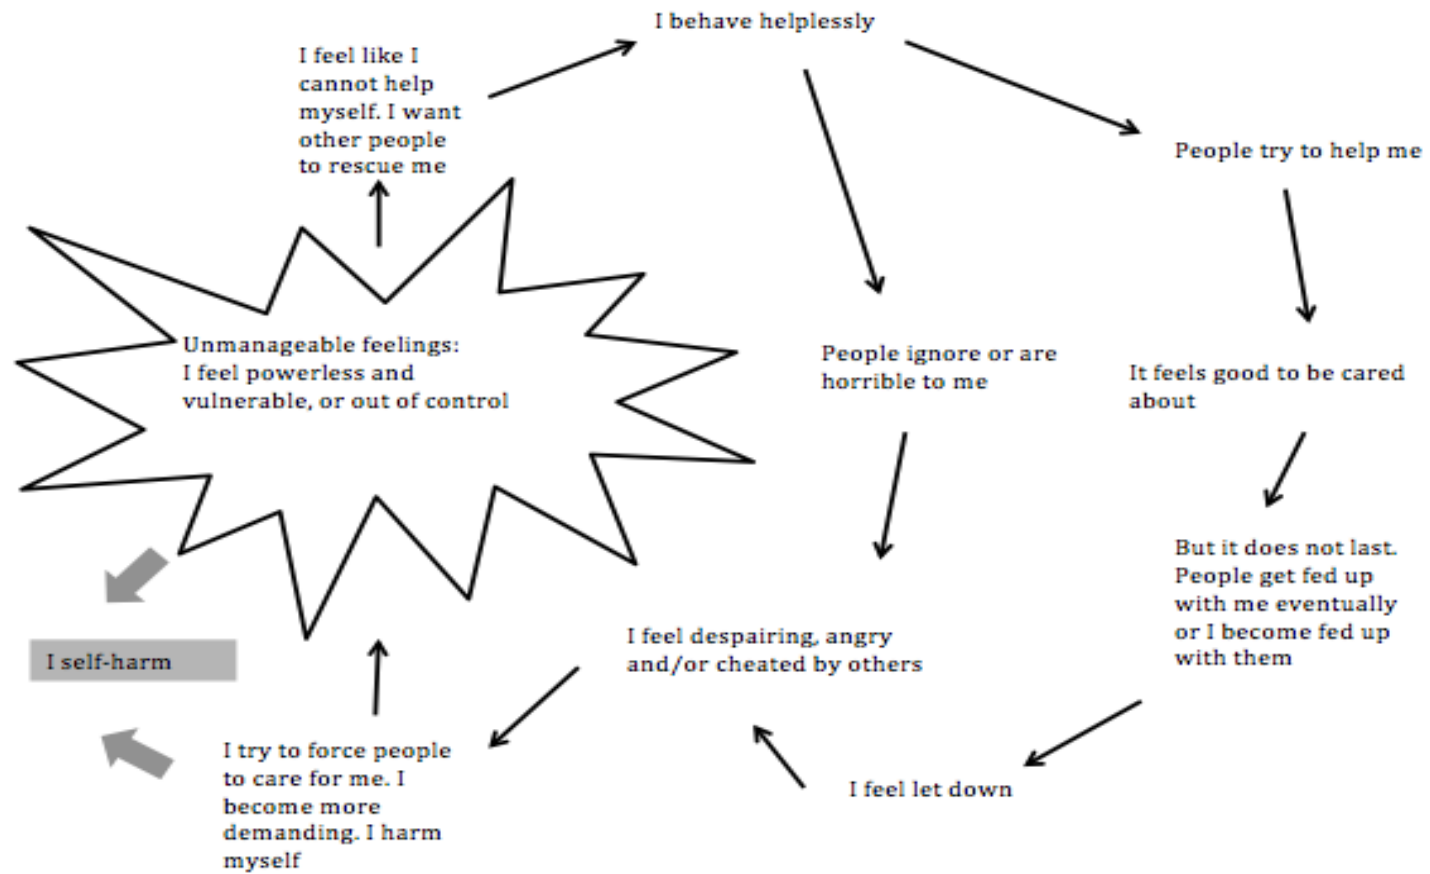 I behave helplessly
I feel like I
cannot help
myself. I want
other people
to rescue me
People try to help me
Unmanageable feelings:
I feel powerless and
vulnerable, or out of control
People ignore or are
horrible to me
It feels good to be cared
about
But it does not last.
People get fed up
with me eventually
or I become fed up
with them
I feel despairing, angry
and/or cheated by others
I self-harm
I try to force people
to care for me. I
become more
demanding. I harm
myself
I feel let down